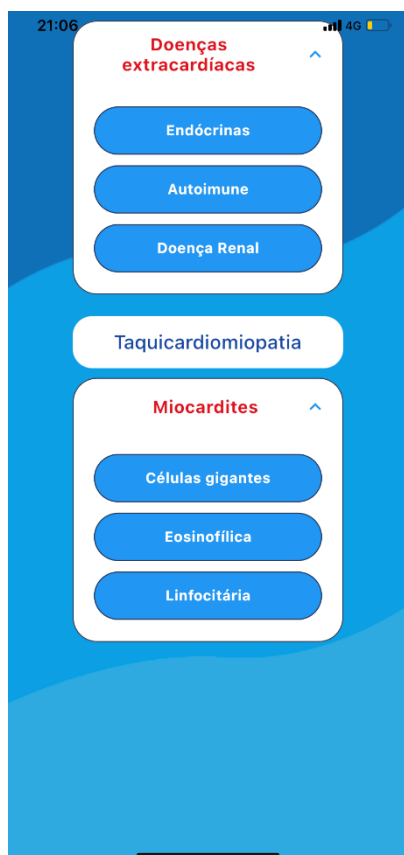 21:06
4G
Doenças
extracardíacas
Endócrinas
Autoimune
Doença Renal
Taquicardiomiopatia
Miocardites
Células gigantes
Eosinofílica
Linfocitária